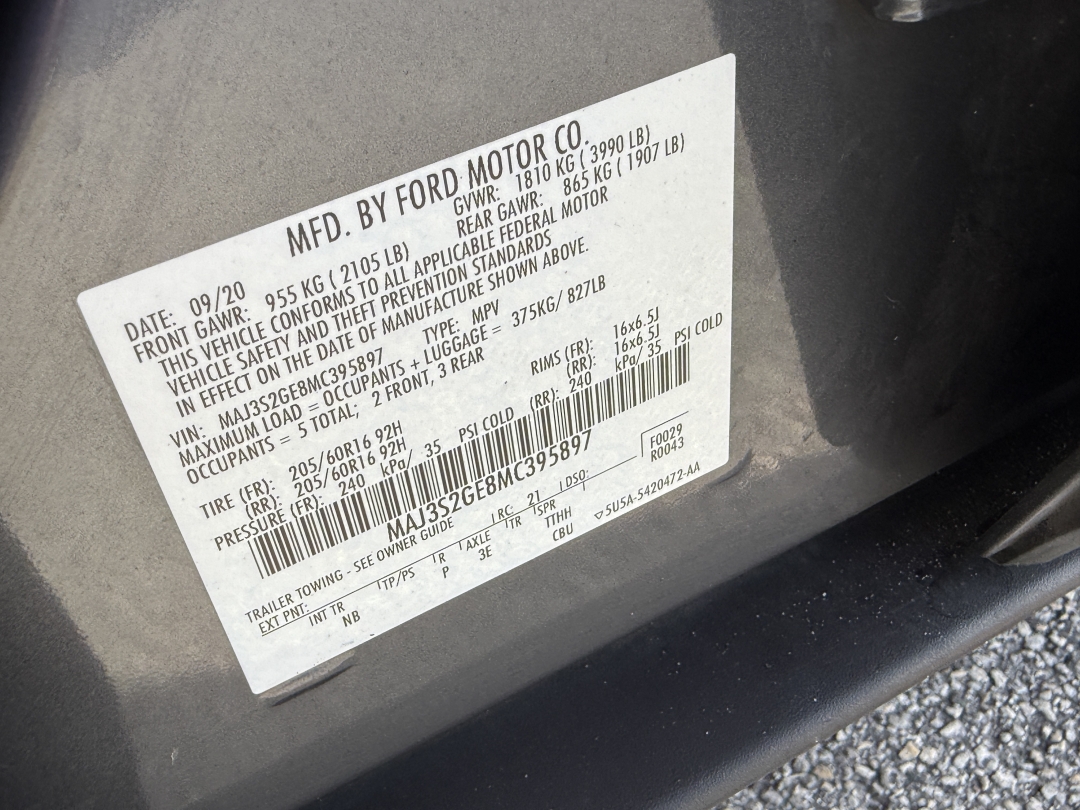 MFD. BY FORD MOTOR CO.
DATE: 09/20 GVWR: 1810 KG ( 3990 LB)
FRONT GAWR: 955 KG ( 2105 LB) REAR GAWR: 865 KG ( 1907 LB)
THIS VEHICLE CONFORMS TO ALL APPLICABLE FEDERAL MOTOR
VEHICLE SAFETY AND THEFT PREVENTION STANDARDS
IN EFFECT ON THE DATE OF MANUFACTURE SHOWN ABOVE.
VIN: MAJ3S2GE8MC395897 TYPE: MPV
MAXIMUM LOAD = OCCUPANTS + LUGGAGE = 375KG/ 827LB
OCCUPANTS = 5 TOTAL; 2 FRONT, 3 REAR
TIRE (FR): 205/60R16 92H RIMS (FR): 16x6.5J
(RR): 205/60R16 92H (RR): 16x6.5J
PRESSURE (FR): 240 kPa/ 35 PSI COLD (RR): 240 kPa/ 35 PSI COLD
MAJ3S2GE8MC395897
TRAILER TOWING - SEE OWNER GUIDE
F0029
EXT PNT: RC: 21 DSO: R0043
INT TR TP/PS R AXLE TR SPR
NB P 3E TTHH
CBU ▽5U5A-5420472-AA